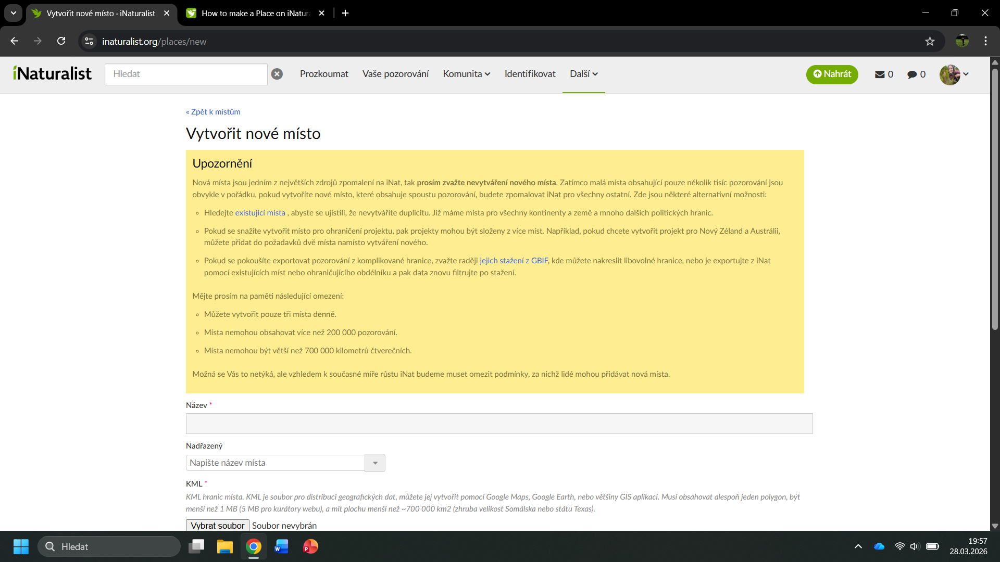 Vytvořit nové místo · iNaturalist
How to make a Place on iNatur
inaturalist.org/places/new
iNaturalist
Hledat
Prozkoumat
Vaše pozorování
Komunita
Identifikovat
Další
Nahrát
0
0
« Zpět k místům
Vytvořit nové místo
Upozornění
Nová místa jsou jedním z největších zdrojů zpomalení na iNat, tak prosím zvažte nevytváření nového místa. Zatímco malá místa obsahující pouze několik tisíc pozorování jsou
obvykle v pořádku, pokud vytvoříte nové místo, které obsahuje spoustu pozorování, budete zpomalovat iNat pro všechny ostatní. Zde jsou některé alternativní možnosti:
Hledejte existující místa , abyste se ujistili, že nevytváříte duplicitu. Již máme místa pro všechny kontinenty a země a mnoho dalších politických hranic.
Pokud se snažíte vytvořit místo pro ohraničení projektu, pak projekty mohou být složeny z více míst. Například, pokud chcete vytvořit projekt pro Nový Zéland a Austrálii,
můžete přidat do požadavků dvě místa namísto vytváření nového.
Pokud se pokoušíte exportovat pozorování z komplikované hranice, zvažte raději jejich stažení z GBIF, kde můžete nakreslit libovolné hranice, nebo je exportujte z iNat
pomocí existujících míst nebo ohraničujícího obdélníku a pak data znovu filtrujte po stažení.
Mějte prosím na paměti následující omezení:
Můžete vytvořit pouze tři místa denně.
Místa nemohou obsahovat více než 200 000 pozorování.
Místa nemohou být větší než 700 000 kilometrů čtverečních.
Možná se Vás to netýká, ale vzhledem k současné míře růstu iNat budeme muset omezit podmínky, za nichž lidé mohou přidávat nová místa.
Název *
Nadřazený
Napište název místa
KML *
KML hranic místa. KML je soubor pro distribuci geografických dat, můžete jej vytvořit pomocí Google Maps, Google Earth, nebo většiny GIS aplikací. Musí obsahovat alespoň jeden polygon, být
menší než 1 MB (5 MB pro kurátory webu), a mít plochu menší než ~700 000 km2 (zhruba velikost Somálska nebo státu Texas).
Vybrat soubor Soubor nevybrán
Hledat
19:57
28.03.2026